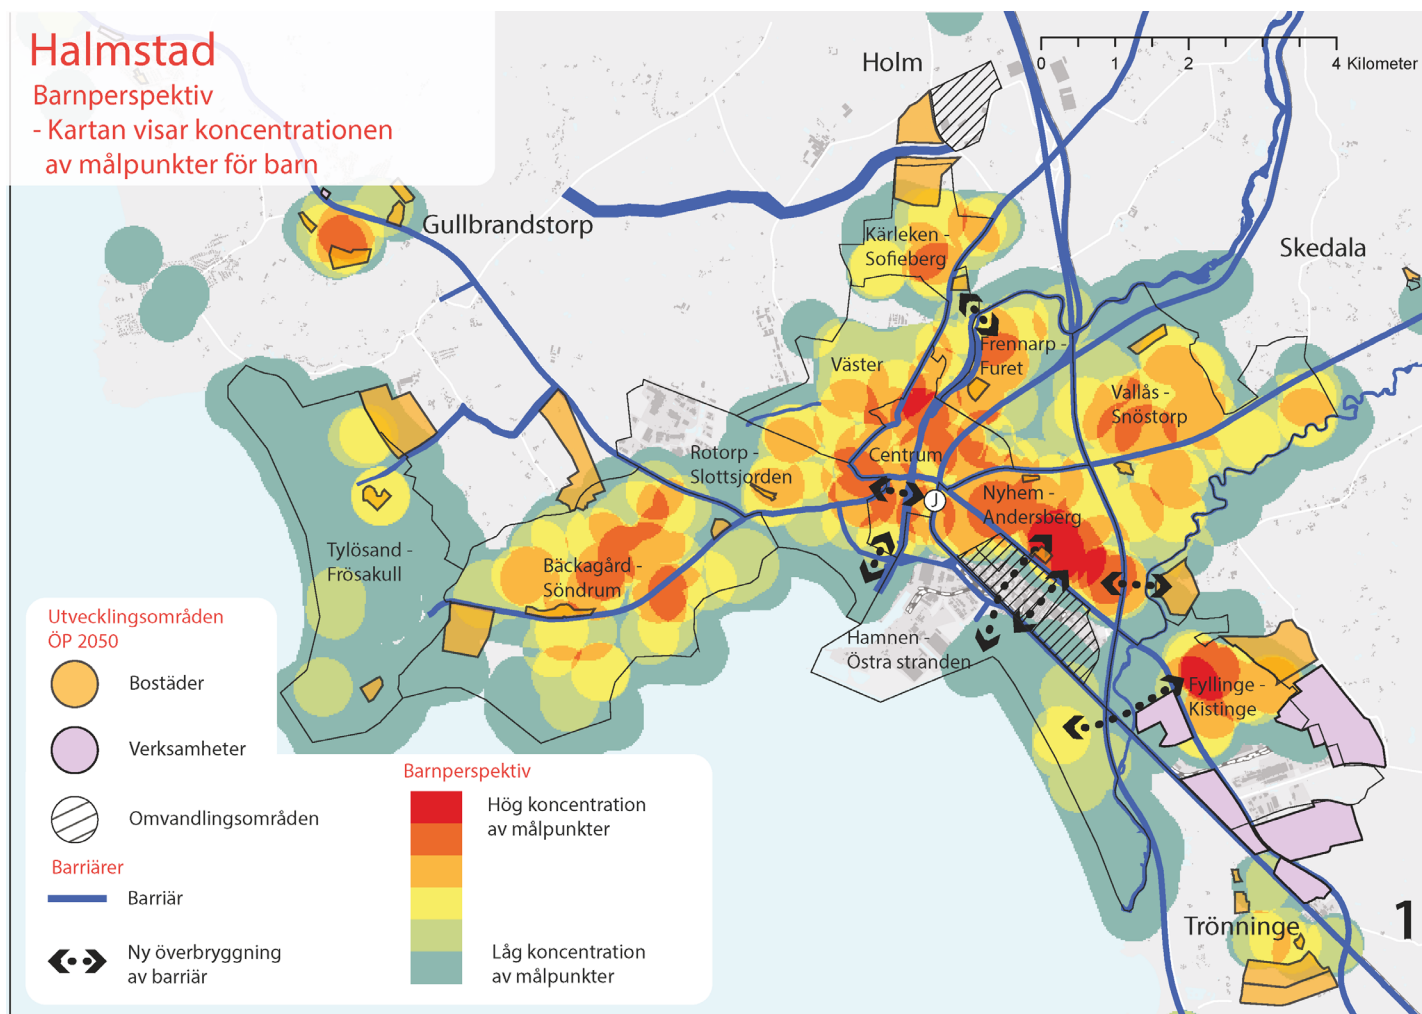 Halmstad
Barnperspektiv
- Kartan visar koncentrationen
av målpunkter för barn
0 1 2 4 Kilometer
Holm
Gullbrandstorp
Kärleken -
Sofieberg
Skedala
Frennarp -
Furet
Väster
Vallås -
Snöstorp
Rotorp -
Slottsjorden
Centrum
J
Nyhem -
Andersberg
Tylösand -
Frösakull
Bäckagård -
Söndrum
Hamnen -
Östra stranden
Fyllinge -
Kistinge
Trönninge
1
Utvecklingsområden
ÖP 2050
Bostäder
Verksamheter
Omvandlingsområden
Barriärer
Barriär
Ny överbryggning
av barriär
Barnperspektiv
Hög koncentration
av målpunkter
Låg koncentration
av målpunkter